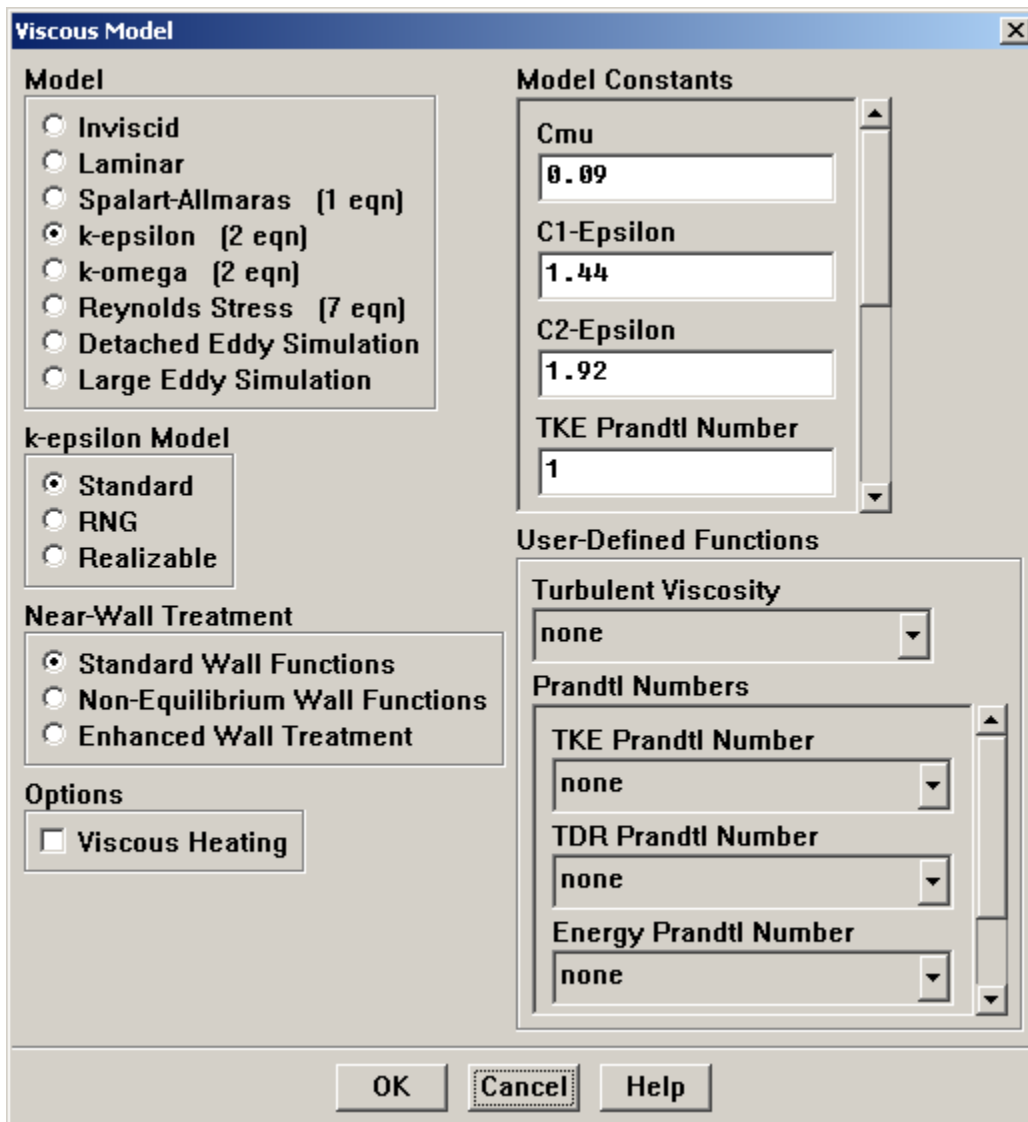 Viscous Model
Model
Inviscid
Laminar
Spalart-Allmaras (1 eqn)
k-epsilon (2 eqn)
k-omega (2 eqn)
Reynolds Stress (7 eqn)
Detached Eddy Simulation
Large Eddy Simulation
k-epsilon Model
Standard
RNG
Realizable
Near-Wall Treatment
Standard Wall Functions
Non-Equilibrium Wall Functions
Enhanced Wall Treatment
Options
Viscous Heating
Model Constants
Cmu
0.09
C1-Epsilon
1.44
C2-Epsilon
1.92
TKE Prandtl Number
1
User-Defined Functions
Turbulent Viscosity
none
Prandtl Numbers
TKE Prandtl Number
none
TDR Prandtl Number
none
Energy Prandtl Number
none
OK
Cancel
Help